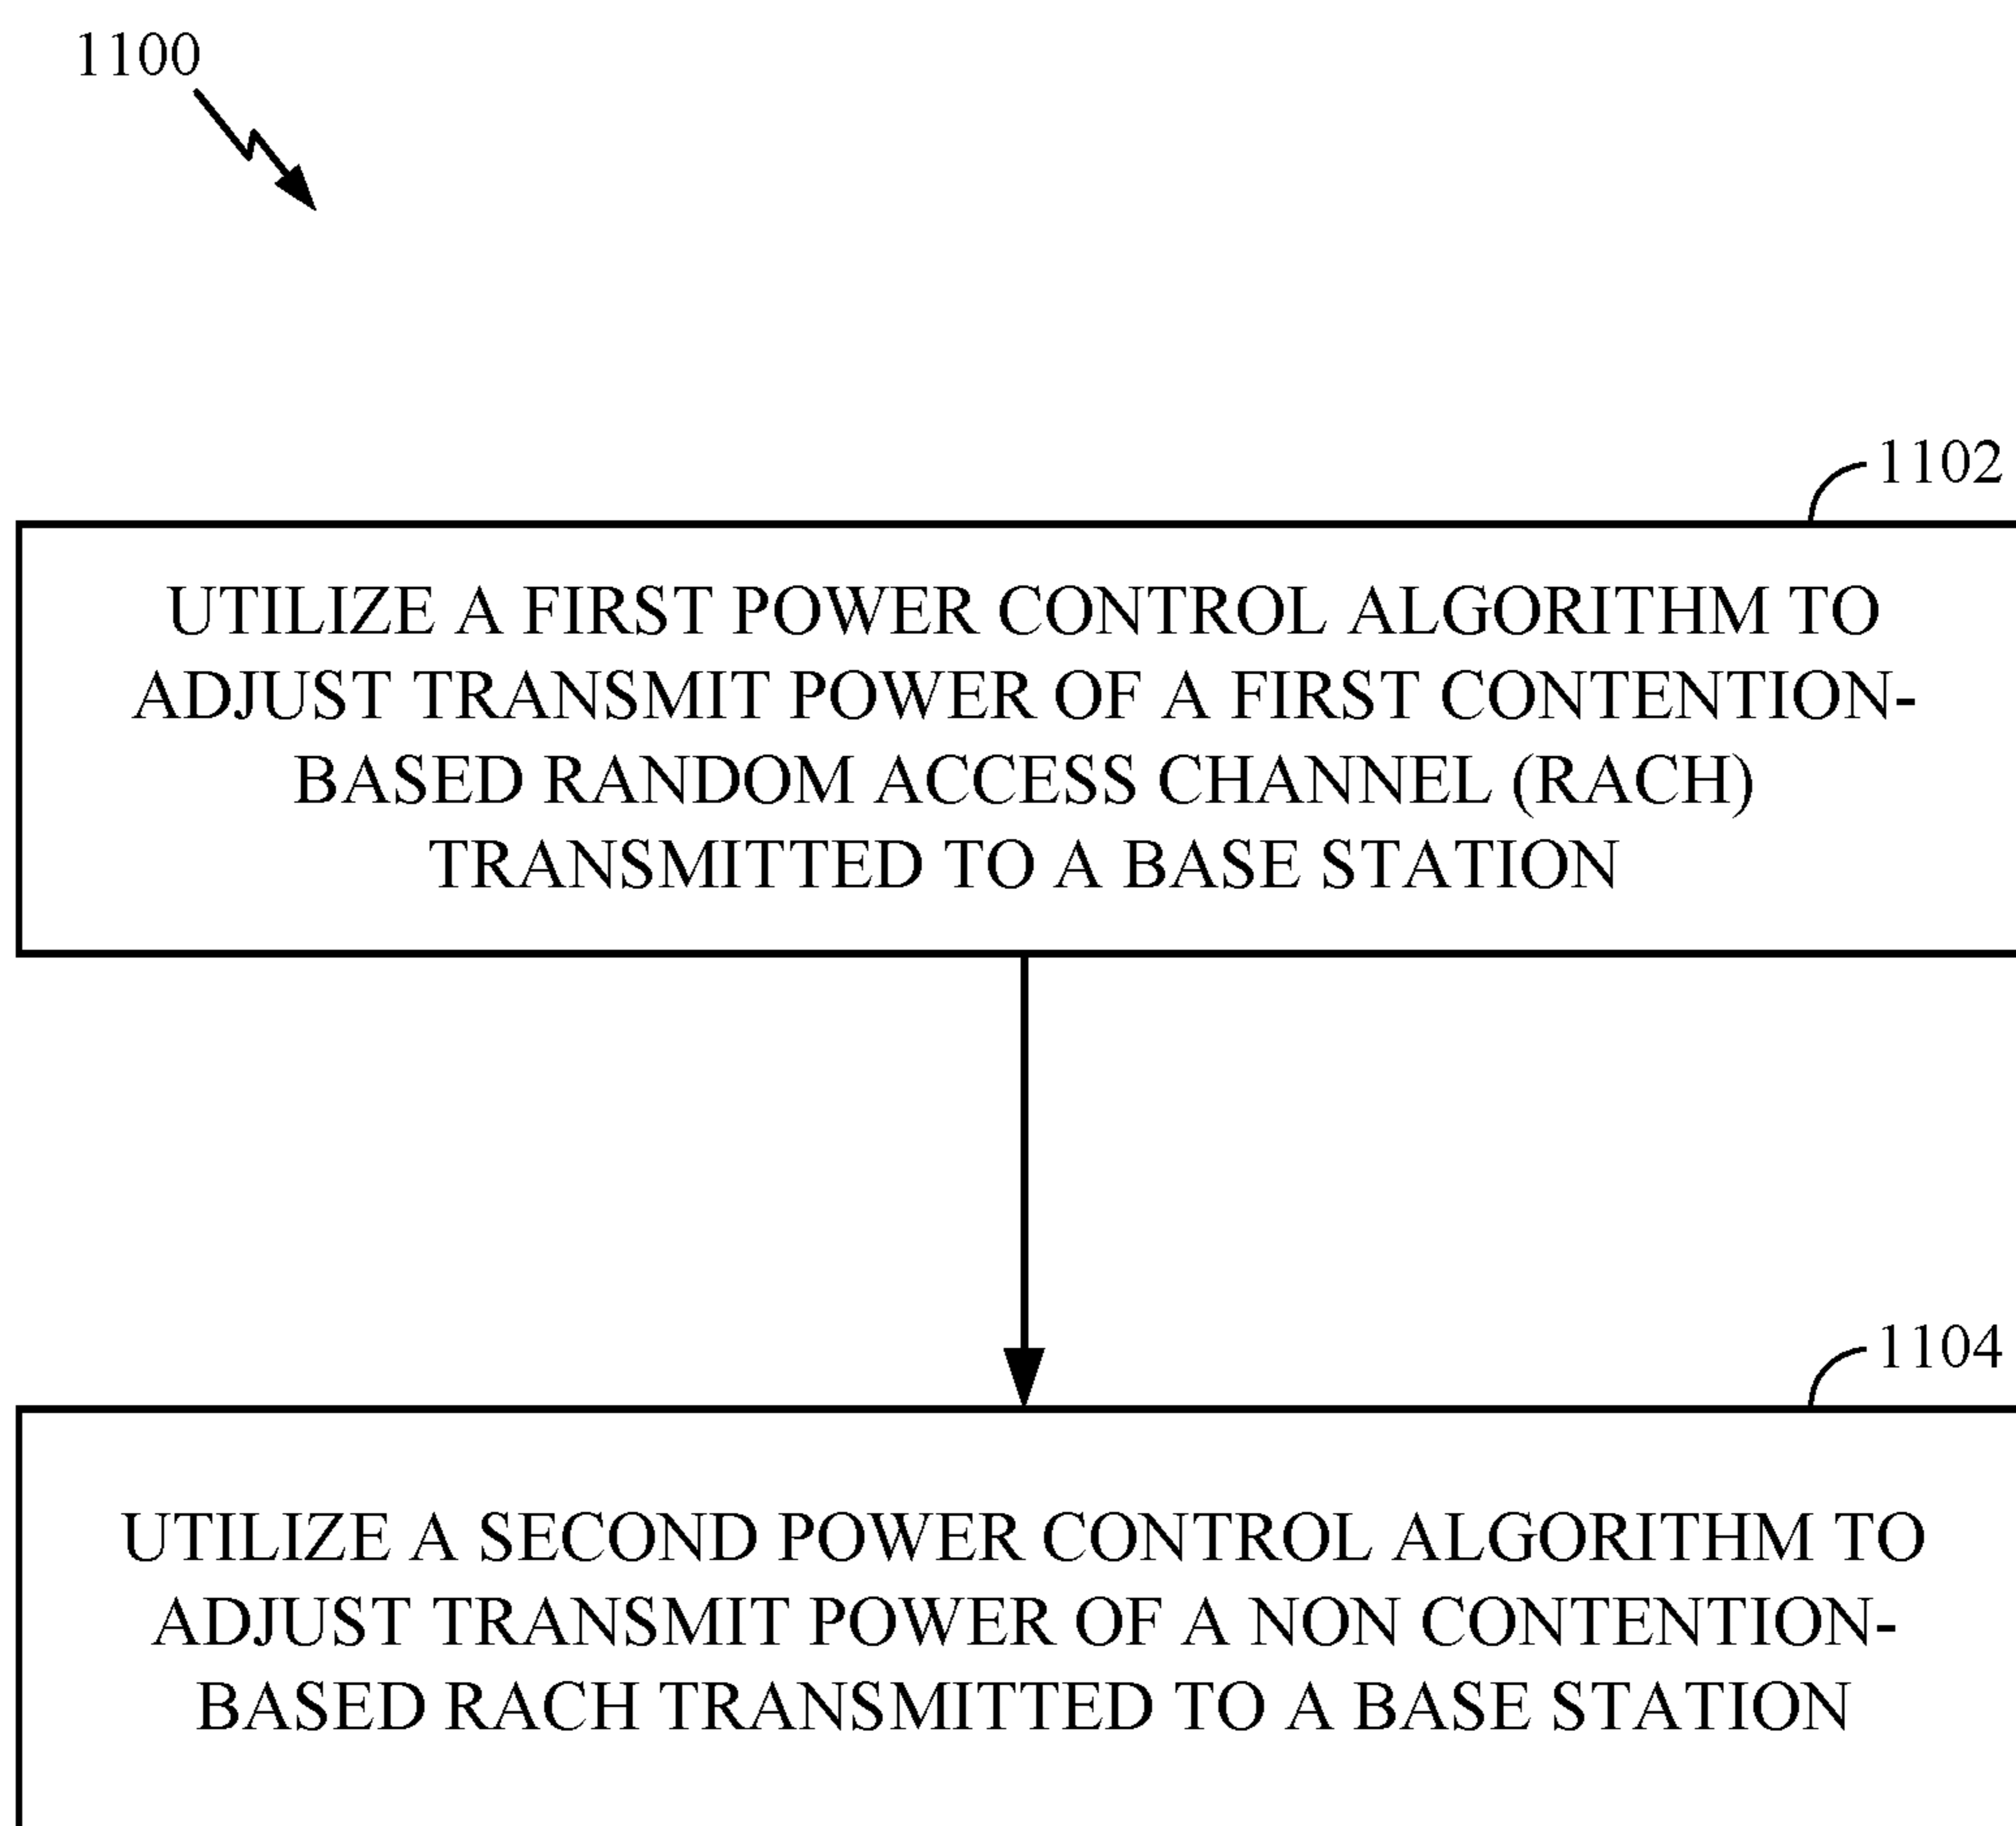 1100
1102
UTILIZE A FIRST POWER CONTROL ALGORITHM TO
ADJUST TRANSMIT POWER OF A FIRST CONTENTION-
BASED RANDOM ACCESS CHANNEL (RACH)
TRANSMITTED TO A BASE STATION
1104
UTILIZE A SECOND POWER CONTROL ALGORITHM TO
ADJUST TRANSMIT POWER OF A NON CONTENTION-
BASED RACH TRANSMITTED TO A BASE STATION